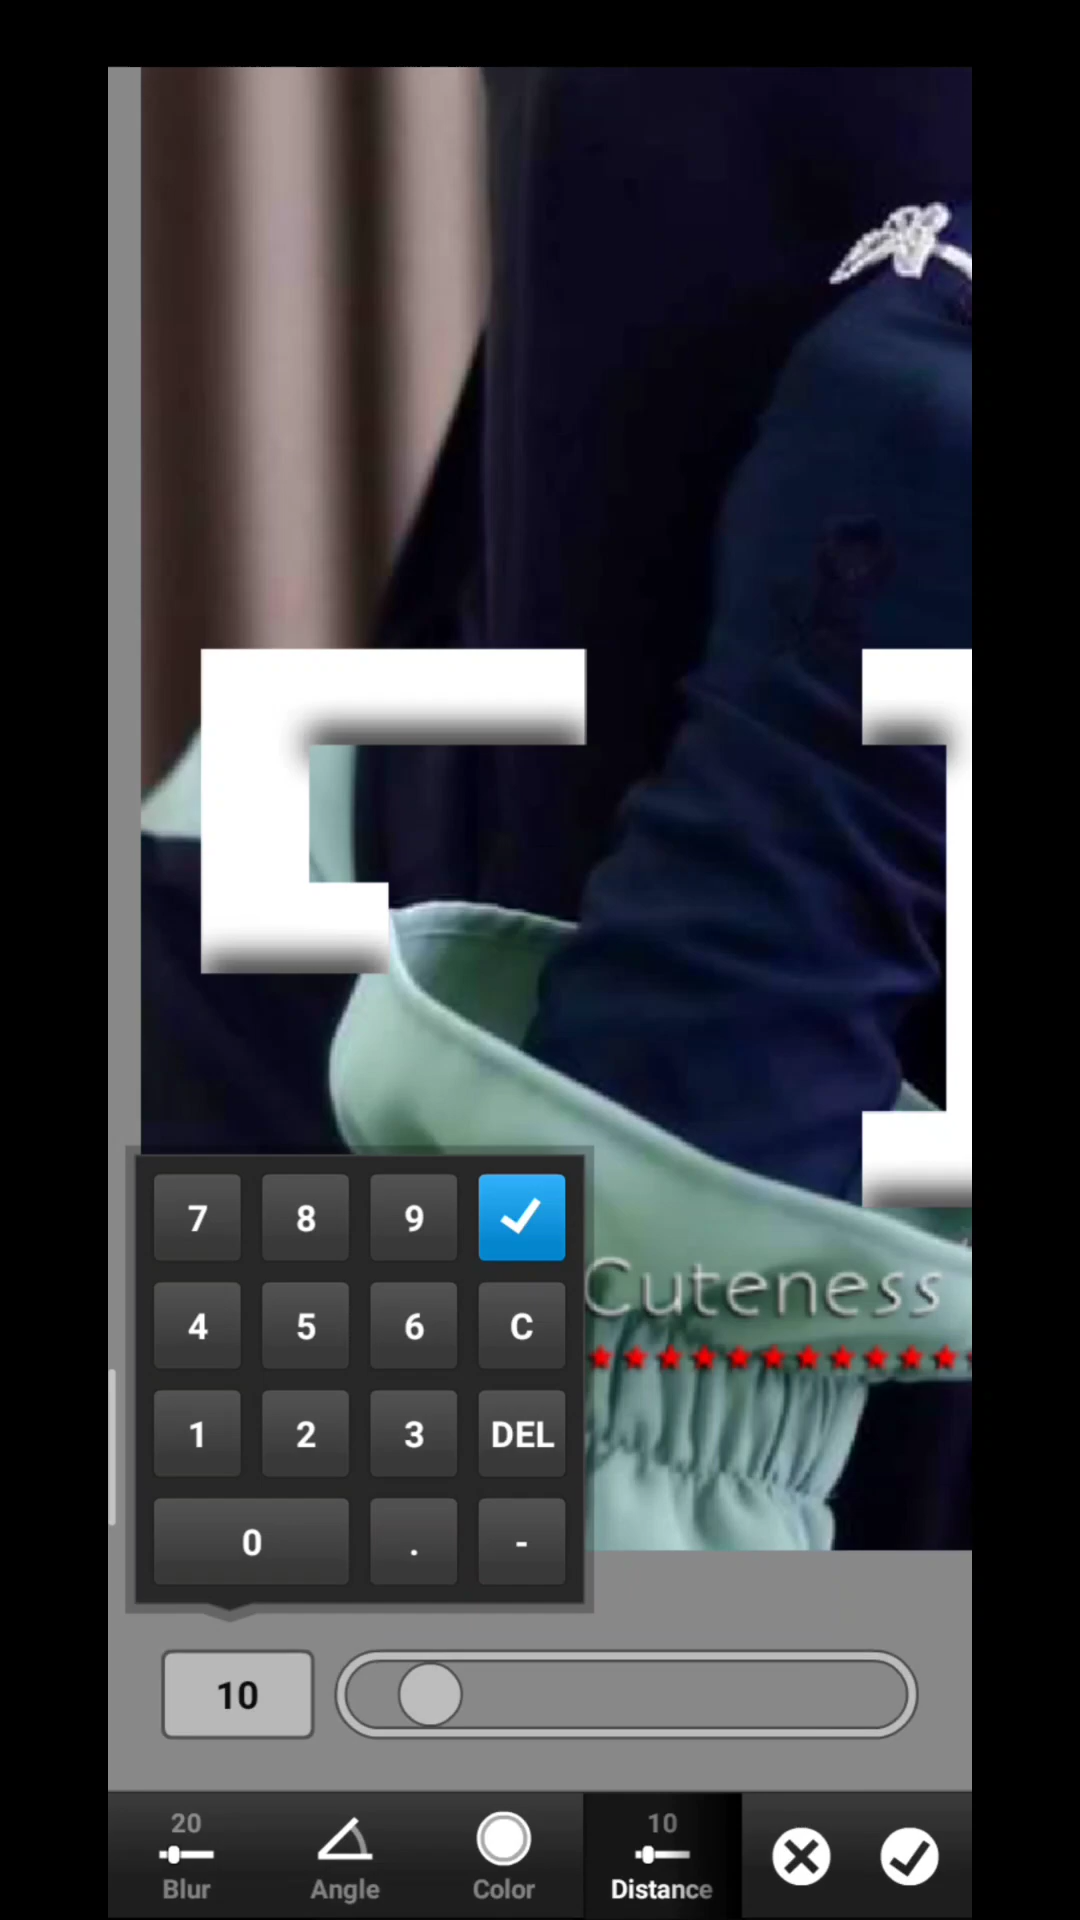 7 8 9
4 5 6 C
Cuteness
1 2 3 DEL
0 . -
10
20 10
Blur Angle Color Distance